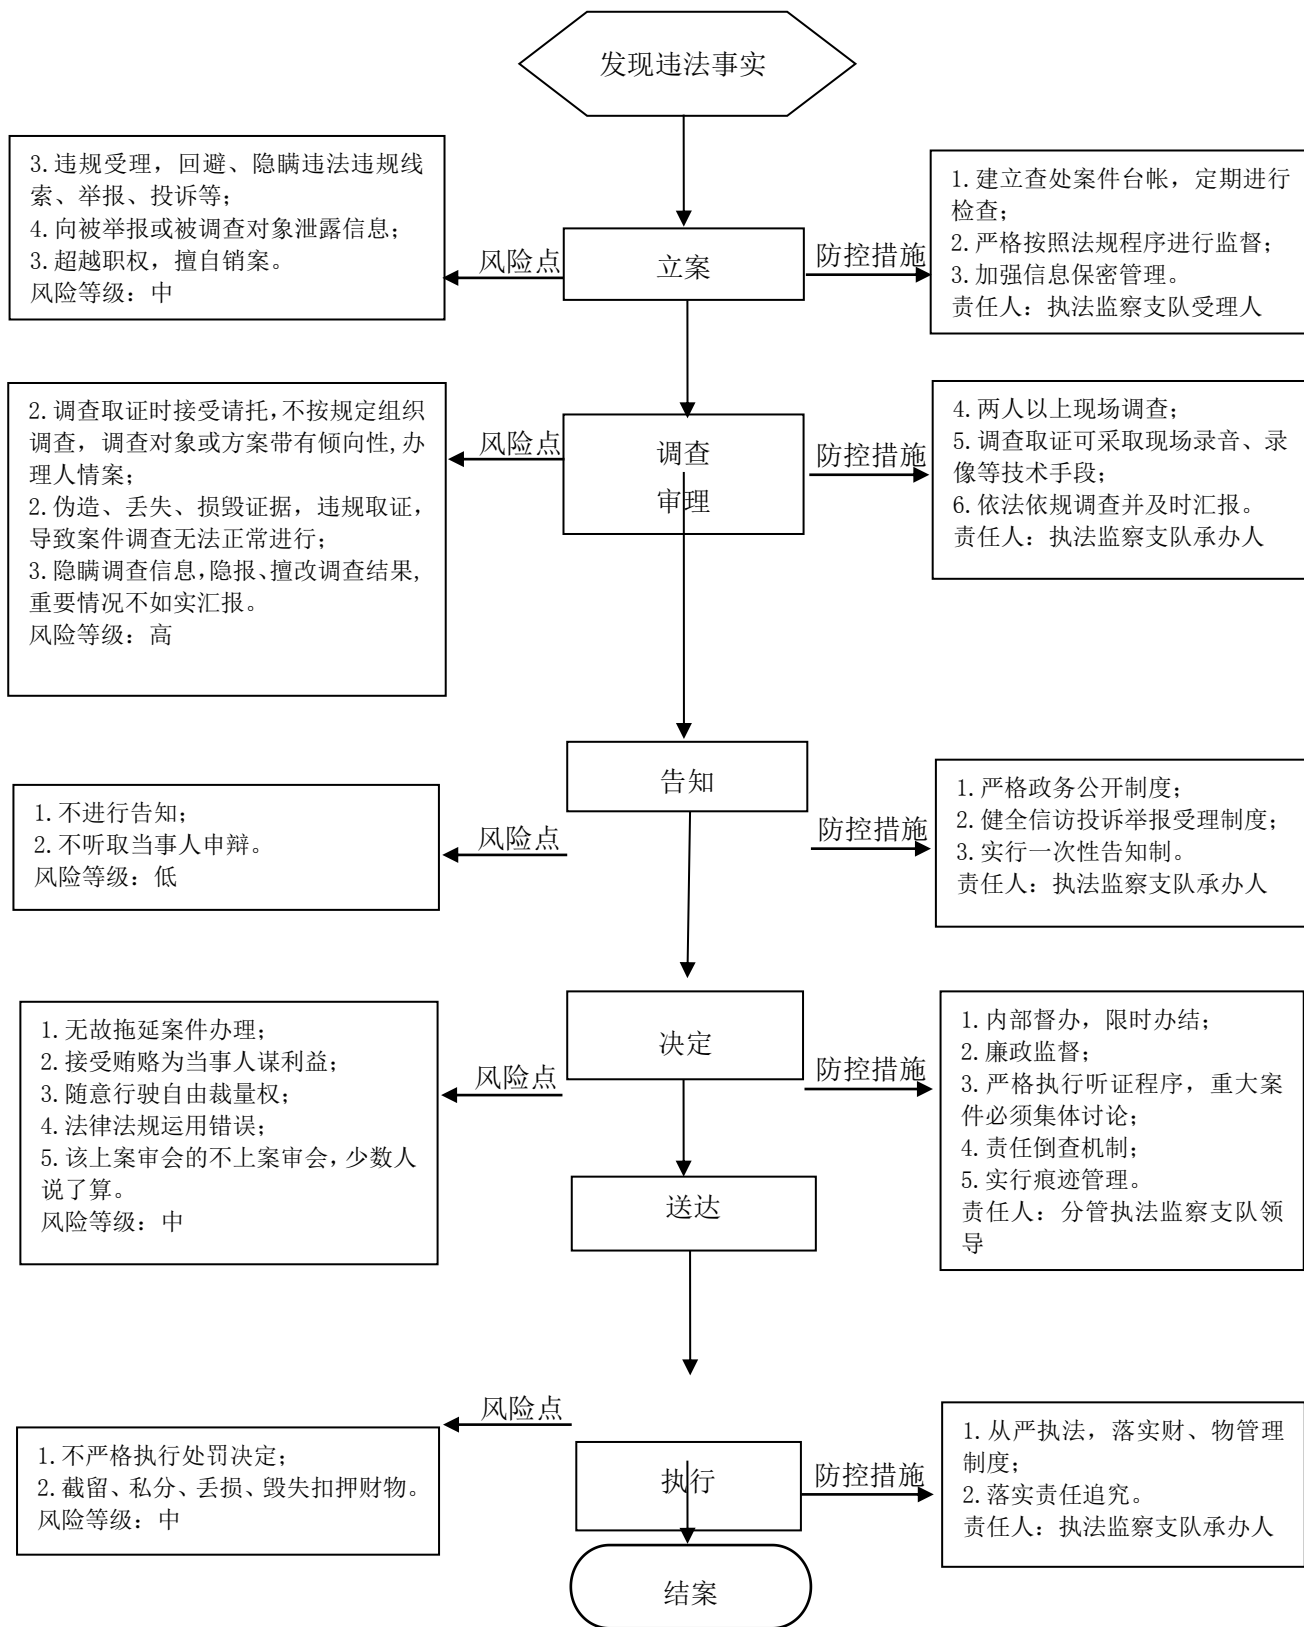 发现违法事实
3.违规受理，回避、隐瞒违法违规线
索、举报、投诉等；
4.向被举报或被调查对象泄露信息；
3.超越职权，擅自销案。
风险等级：中
风险点
立案
防控措施
1.建立查处案件台帐，定期进行
检查；
2.严格按照法规程序进行监督；
3.加强信息保密管理。
责任人：执法监察支队受理人
2.调查取证时接受请托，不按规定组织
调查，调查对象或方案带有倾向性，办
理人情案；
2.伪造、丢失、损毁证据，违规取证，
导致案件调查无法正常进行；
3.隐瞒调查信息，隐报、擅改调查结果，
重要情况不如实汇报。
风险等级：高
风险点
调查
审理
防控措施
4.两人以上现场调查；
5.调查取证可采取现场录音、录
像等技术手段；
6.依法依规调查并及时汇报。
责任人：执法监察支队承办人
1.不进行告知；
2.不听取当事人申辩。
风险等级：低
风险点
告知
防控措施
1.严格政务公开制度；
2.健全信访投诉举报受理制度；
3.实行一次性告知制。
责任人：执法监察支队承办人
1.无故拖延案件办理；
2.接受贿赂为当事人谋利益；
3.随意行驶自由裁量权；
4.法律法规运用错误；
5.该上案审会的不上案审会，少数人
说了算。
风险等级：中
风险点
决定
防控措施
1.内部督办，限时办结；
2.廉政监督；
3.严格执行听证程序，重大案
件必须集体讨论；
4.责任倒查机制；
5.实行痕迹管理。
责任人：分管执法监察支队领
导
送达
1.不严格执行处罚决定；
2.截留、私分、丢损、毁失扣押财物。
风险等级：中
风险点
执行
防控措施
1.从严执法，落实财、物管理
制度；
2.落实责任追究。
责任人：执法监察支队承办人
结案